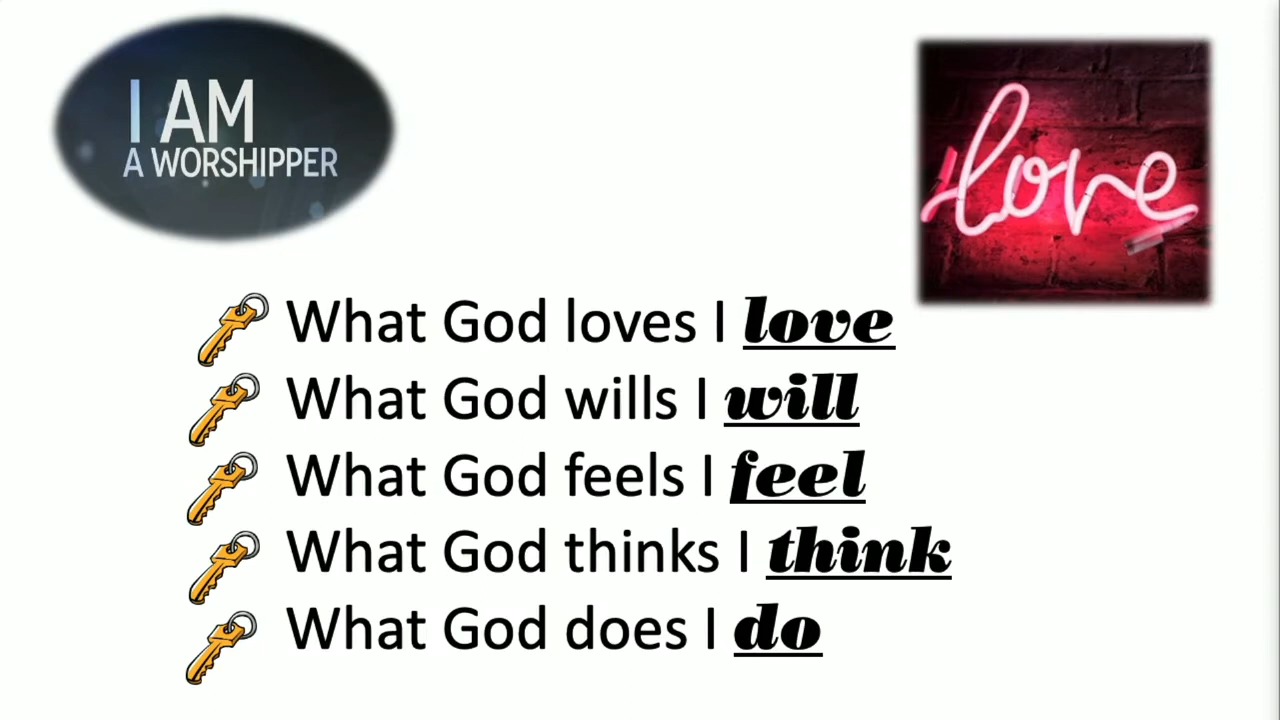 I AM
A WORSHIPPER
love
What God loves I love
What God wills I will
What God feels I feel
What God thinks I think
What God does I do